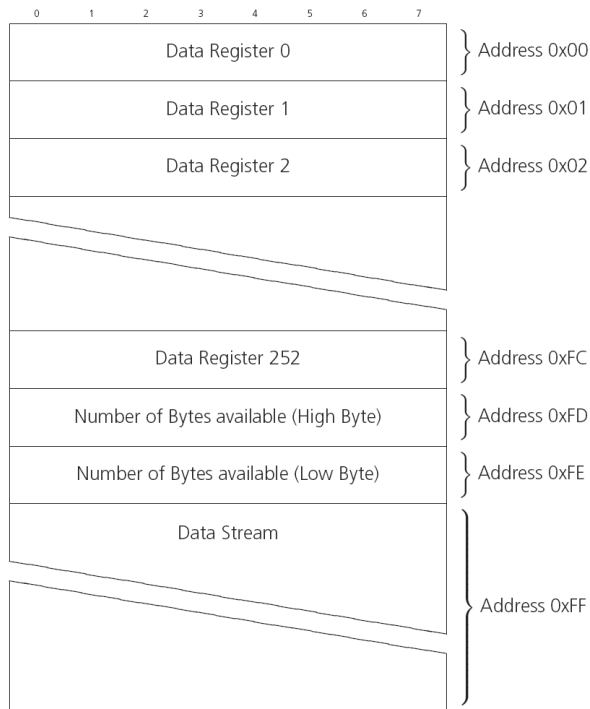 0 1 2 3 4 5 6 7
Data Register 0 Address 0x00
Data Register 1 Address 0x01
Data Register 2 Address 0x02
Data Register 252 Address 0xFC
Number of Bytes available (High Byte) Address 0xFD
Number of Bytes available (Low Byte) Address 0xFE
Data Stream
Address 0xFF